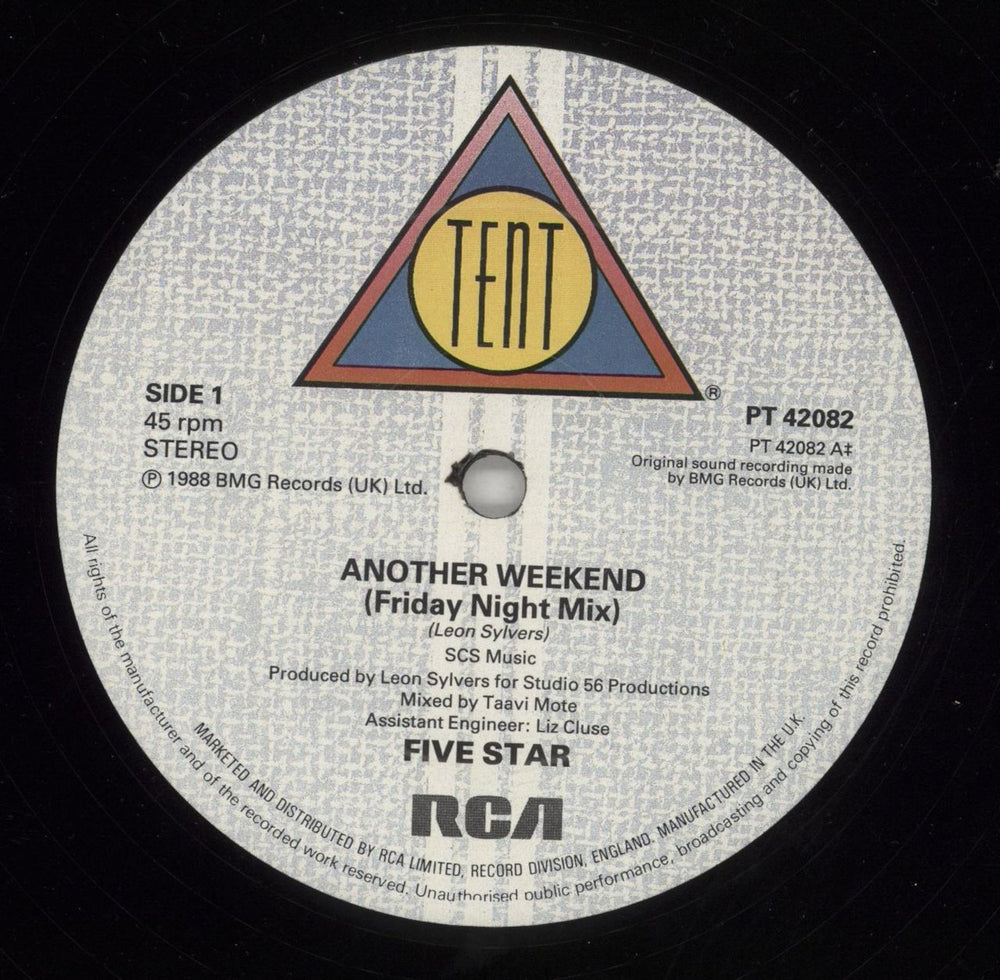 TENT
®
SIDE 1
45 rpm
STEREO
℗ 1988 BMG Records (UK) Ltd.
PT 42082
PT 42082 A‡
Original sound recording made
by BMG Records (UK) Ltd.
ANOTHER WEEKEND
(Friday Night Mix)
(Leon Sylvers)
SCS Music
Produced by Leon Sylvers for Studio 56 Productions
Mixed by Taavi Mote
Assistant Engineer: Liz Cluse
FIVE STAR
RCA
MARKETED AND DISTRIBUTED BY RCA LIMITED, RECORD DIVISION, ENGLAND. MANUFACTURED IN THE U.K.
All rights of the manufacturer and of the recorded work reserved. Unauthorised public performance, broadcasting and copying of this record prohibited.